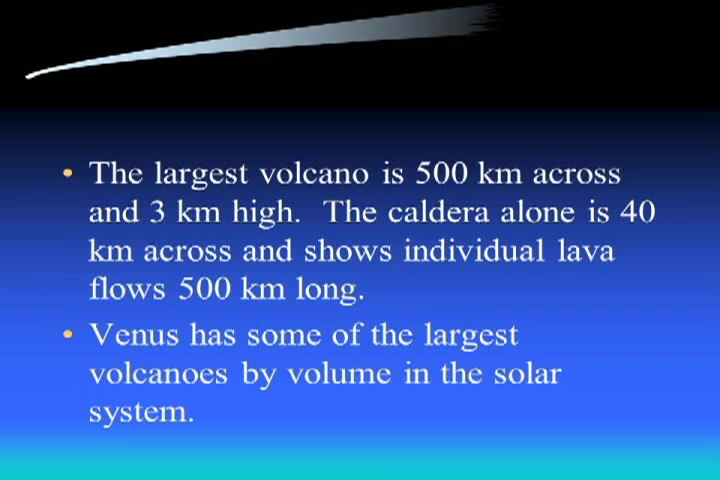 • The largest volcano is 500 km across
and 3 km high.  The caldera alone is 40
km across and shows individual lava
flows 500 km long.
• Venus has some of the largest
volcanoes by volume in the solar
system.